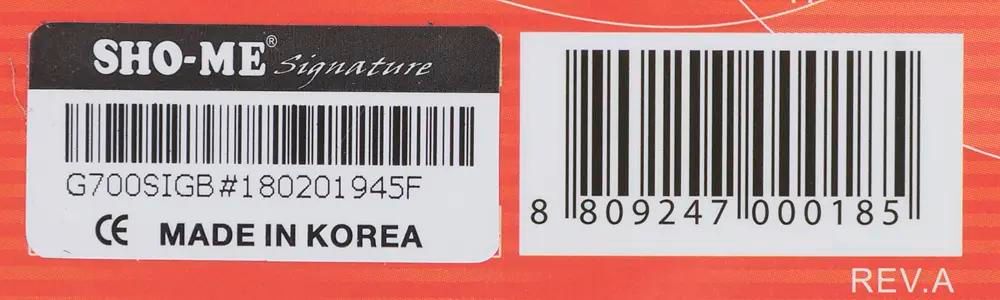 SHO-ME® Signature
G700SIGB#180201945F
CE MADE IN KOREA
8 809247 000185
REV.A